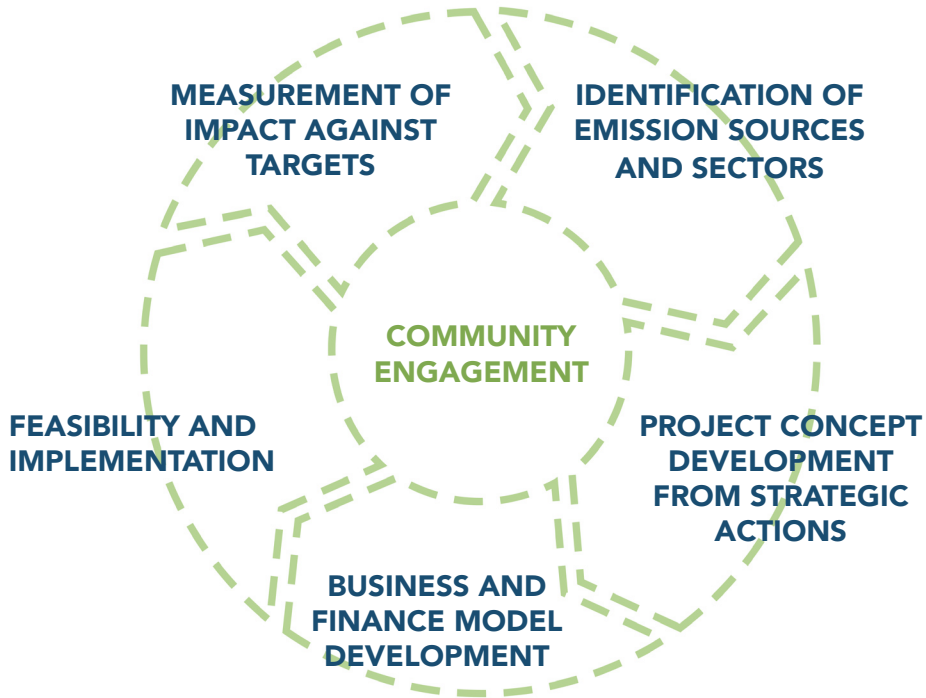 MEASUREMENT OF
IMPACT AGAINST
TARGETS
IDENTIFICATION OF
EMISSION SOURCES
AND SECTORS
COMMUNITY
ENGAGEMENT
FEASIBILITY AND
IMPLEMENTATION
PROJECT CONCEPT
DEVELOPMENT
FROM STRATEGIC
ACTIONS
BUSINESS AND
FINANCE MODEL
DEVELOPMENT